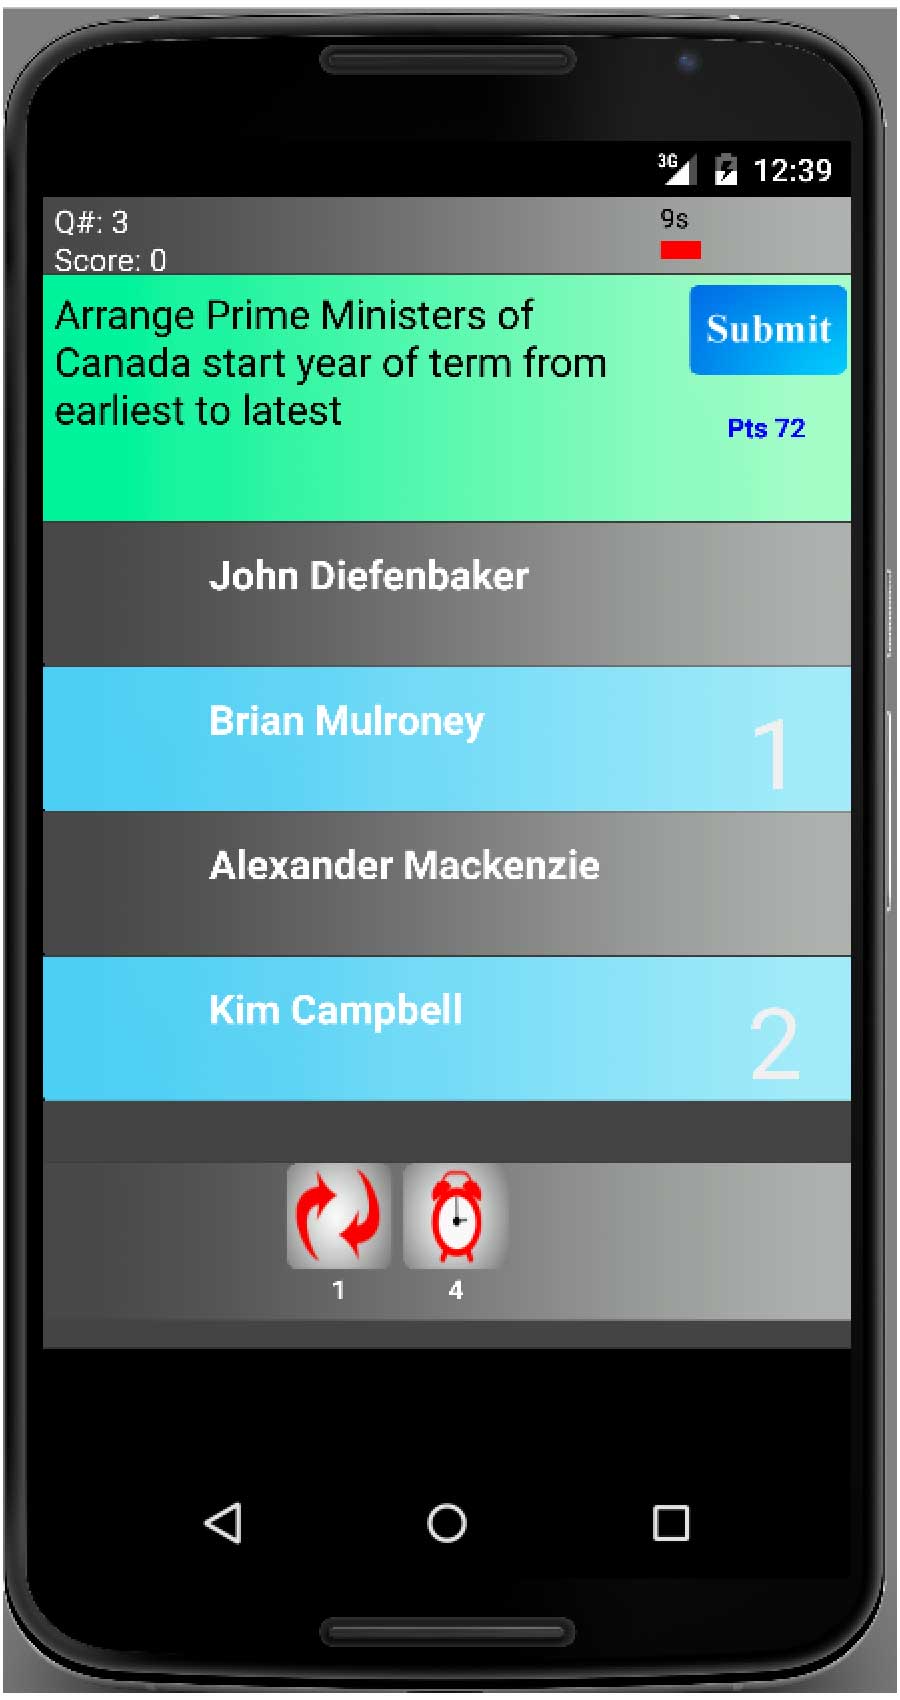 3G 12:39
Q#: 3
9s
Score: 0
Arrange Prime Ministers of
Canada start year of term from
earliest to latest
Submit
Pts 72
John Diefenbaker
Brian Mulroney
1
Alexander Mackenzie
Kim Campbell
2
1
4